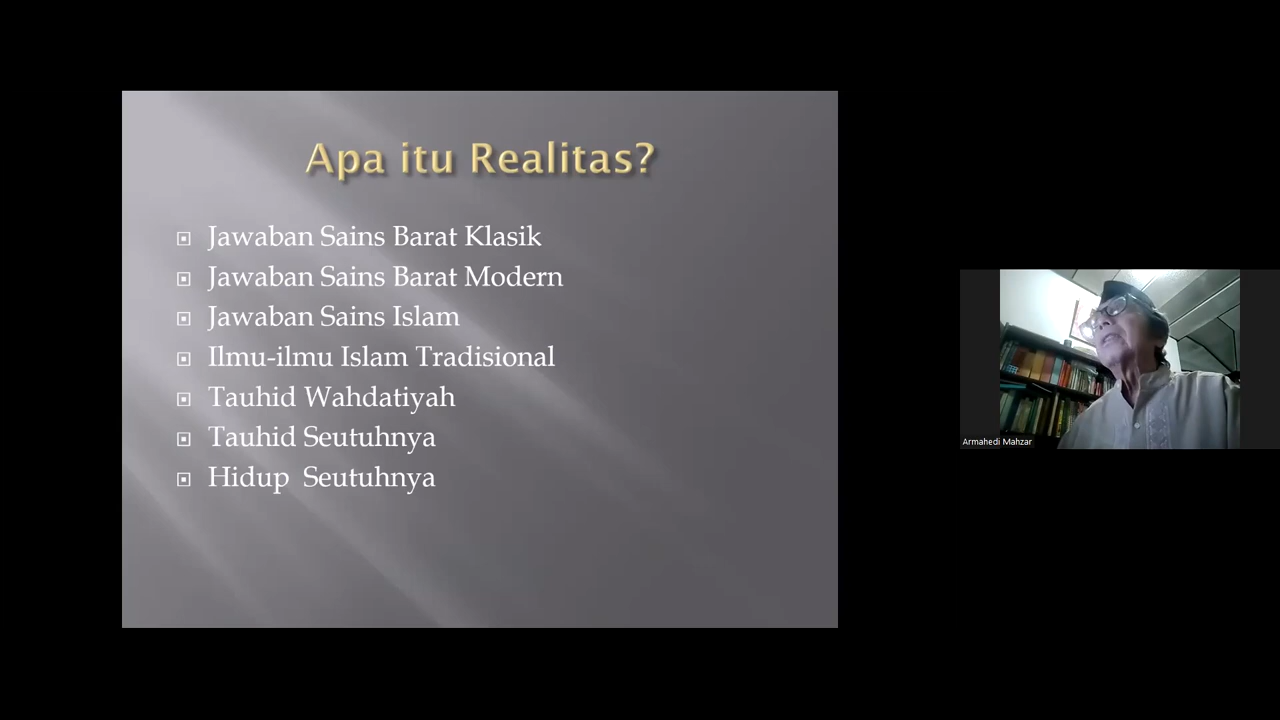 Apa itu Realitas?
Jawaban Sains Barat Klasik
Jawaban Sains Barat Modern
Jawaban Sains Islam
Ilmu-ilmu Islam Tradisional
Tauhid Wahdatiyah
Tauhid Seutuhnya
Hidup Seutuhnya
Armahedi Mahzar